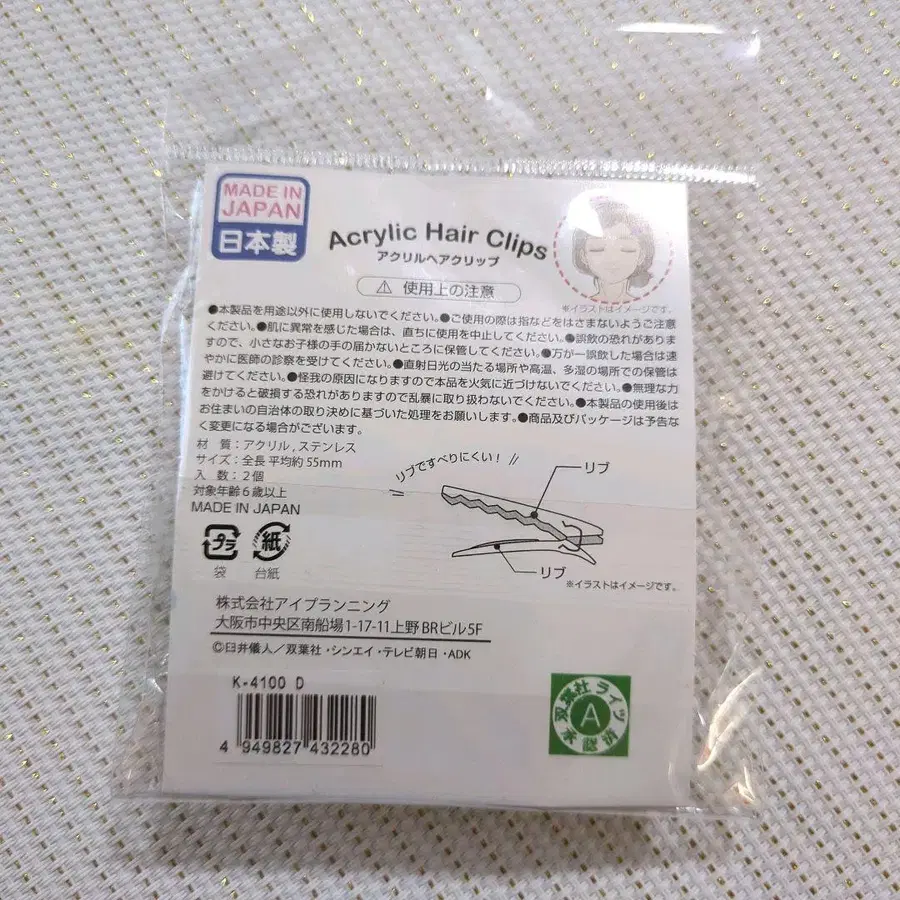 MADE IN
JAPAN
日本製
Acrylic Hair Clips
アクリルヘアクリップ
⚠ 使用上の注意
※イラストはイメージです。
●本製品を用途以外に使用しないでください。●ご使用の際は指などをはさまないようご注意
ください。●肌に異常を感じた場合は、直ちに使用を中止してください。●誤飲の恐れがありま
すので、小さなお子様の手の届かないところに保管してください。●万が一誤飲した場合は速
やかに医師の診察を受けてください。●直射日光の当たる場所や高温、多湿の場所での保管は
避けてください。●怪我の原因になりますので本品を火気に近づけないでください。●無理な力
をかけると破損する恐れがありますので乱暴に取り扱わないでください。●本製品の使用後は
お住まいの自治体の取り決めに基づいた処理をお願いします。●商品及びパッケージは予告な
く変更になる場合がございます。
材 質：アクリル , ステンレス
サイズ：全長 平均約 55mm
入 数：2個
対象年齢 6 歳以上
MADE IN JAPAN
リブですべりにくい！//
リブ
リブ
※イラストはイメージです。
プラ
紙
袋
台紙
株式会社アイプランニング
大阪市中央区南船場1-17-11上野BRビル5F
©臼井儀人／双葉社・シンエイ・テレビ朝日・ADK
K-4100 D
4 949827 432280
双葉社ライツ
A
承認済